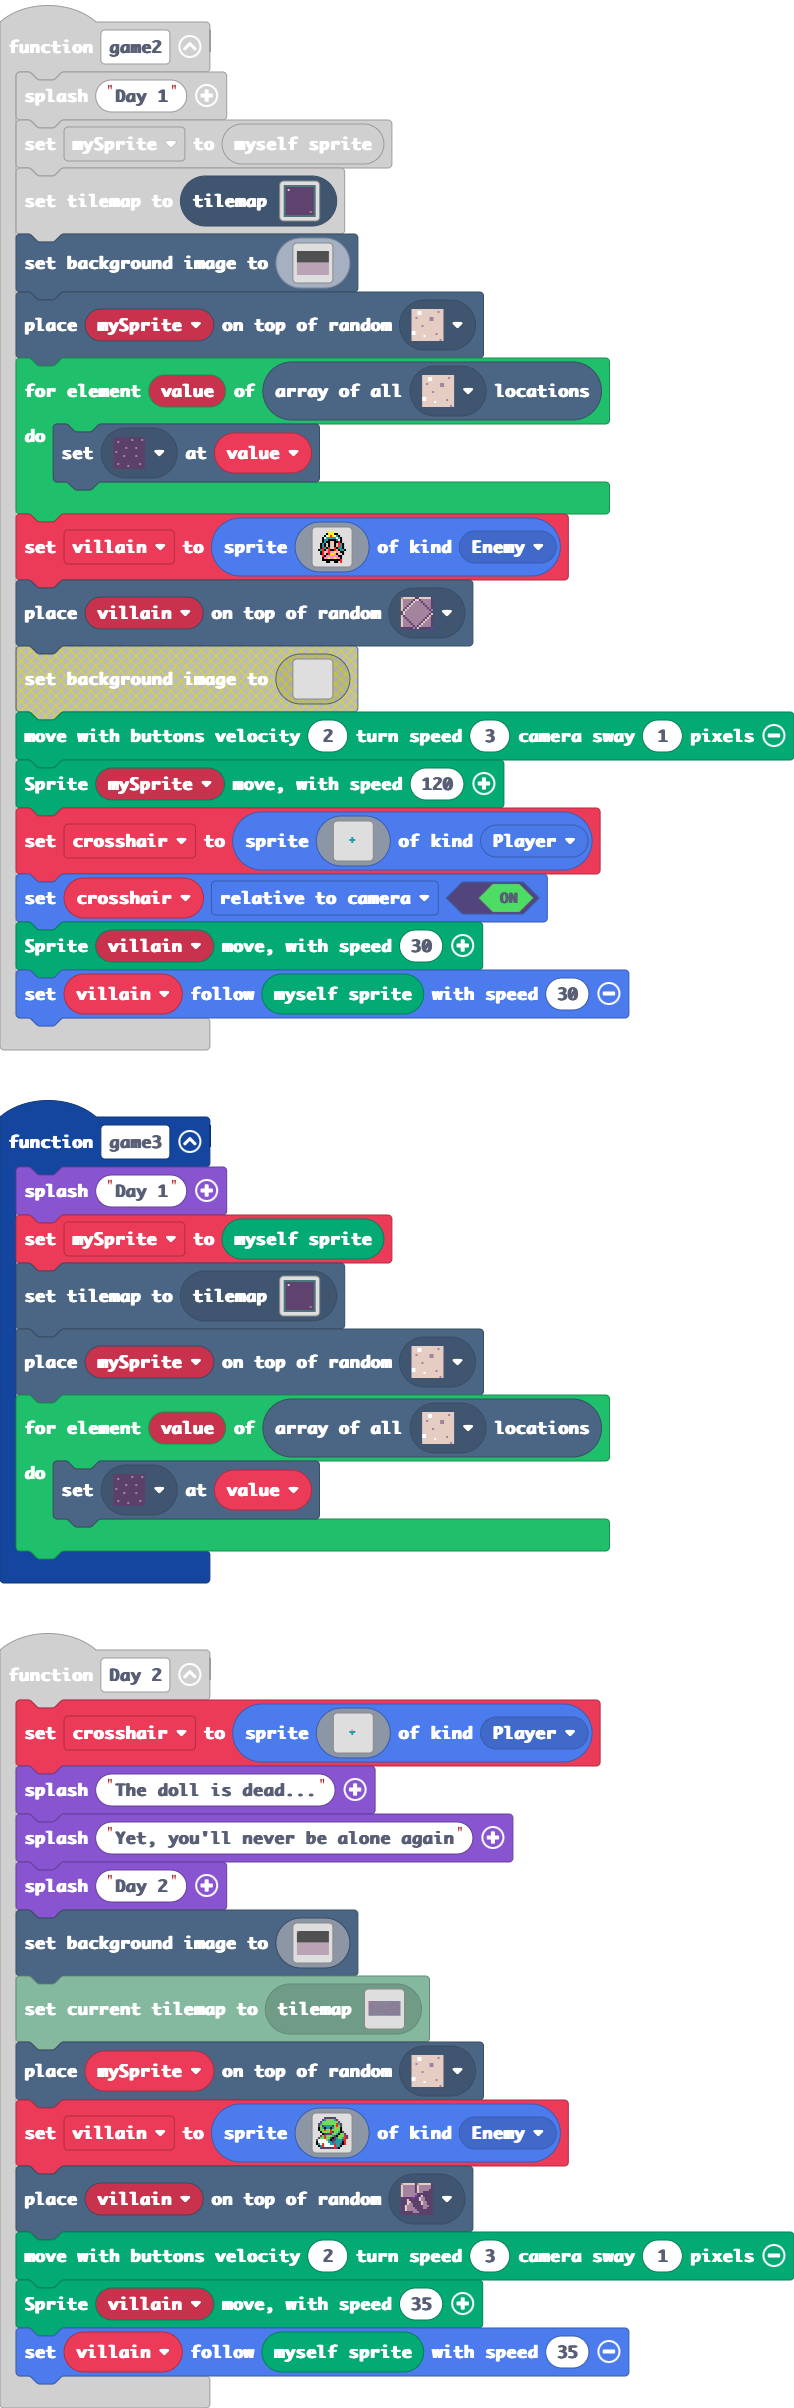 function game2
splash "Day 1"
set mySprite to myself sprite
set tilemap to tilemap
set background image to
place mySprite on top of random
for element value of array of all locations
do
set at value
set villain to sprite of kind Enemy
place villain on top of random
set background image to
move with buttons velocity 2 turn speed 3 camera sway 1 pixels
Sprite mySprite move, with speed 120
set crosshair to sprite of kind Player
set crosshair relative to camera ON
Sprite villain move, with speed 30
set villain follow myself sprite with speed 30
function game3
splash "Day 1"
set mySprite to myself sprite
set tilemap to tilemap
place mySprite on top of random
for element value of array of all locations
do
set at value
function Day 2
set crosshair to sprite of kind Player
splash "The doll is dead..."
splash "Yet, you'll never be alone again"
splash "Day 2"
set background image to
set current tilemap to tilemap
place mySprite on top of random
set villain to sprite of kind Enemy
place villain on top of random
move with buttons velocity 2 turn speed 3 camera sway 1 pixels
Sprite villain move, with speed 35
set villain follow myself sprite with speed 35